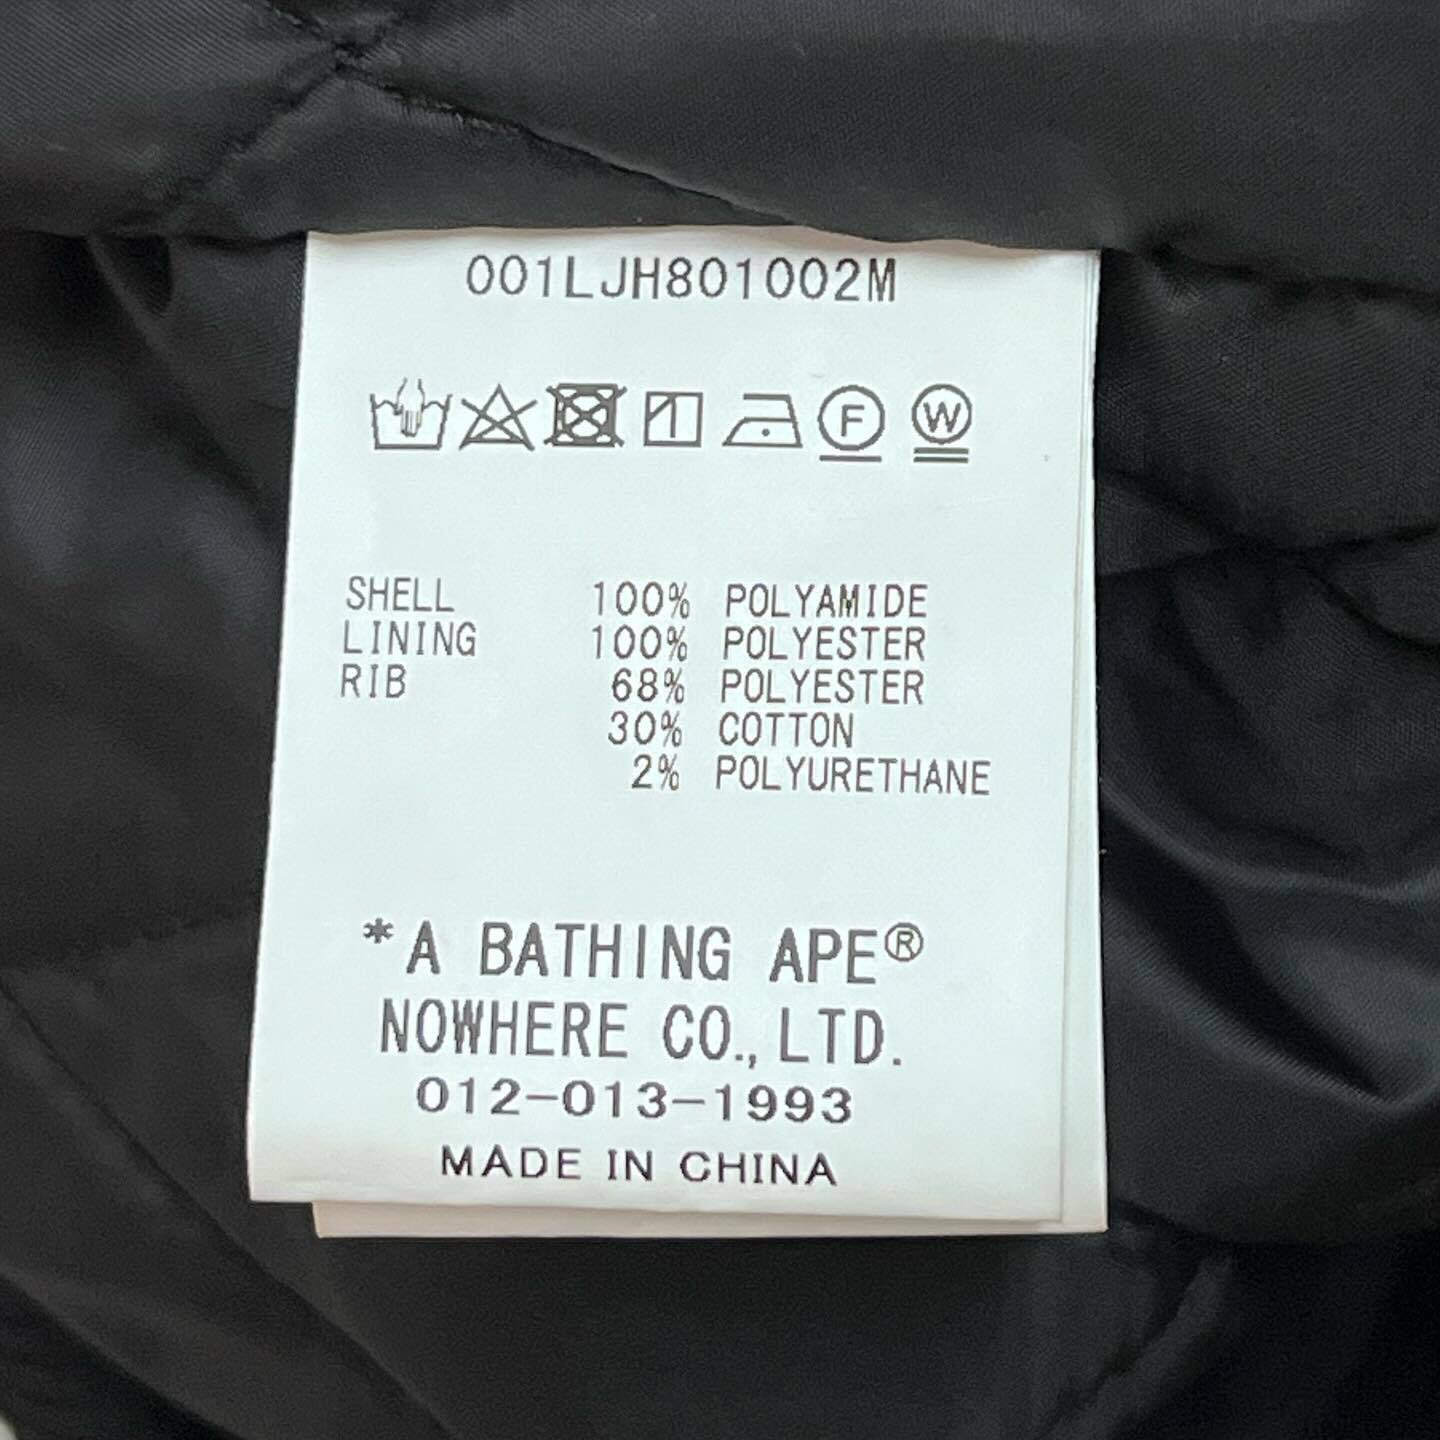 001LJH801002M
F W
SHELL 100% POLYAMIDE
LINING 100% POLYESTER
RIB 68% POLYESTER
30% COTTON
2% POLYURETHANE
*A BATHING APE®
NOWHERE CO., LTD.
012-013-1993
MADE IN CHINA